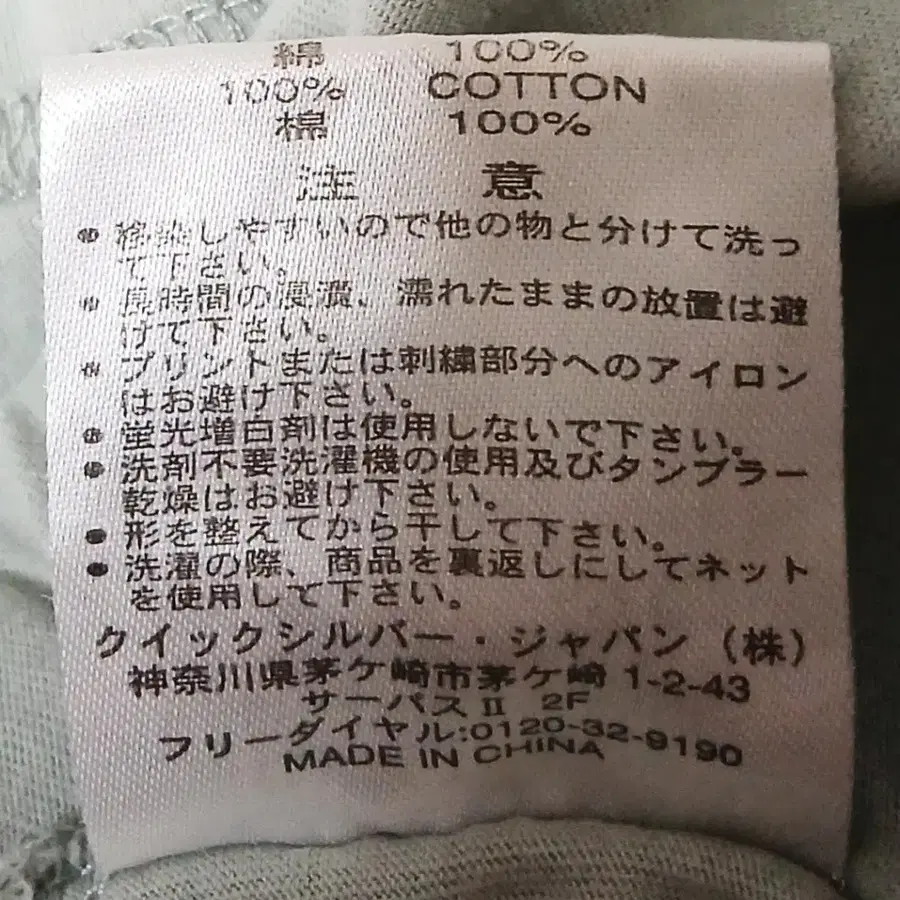 綿 100%
100% COTTON
棉 100%
注 意
● 移染しやすいので他の物と分けて洗っ
て下さい。
● 長時間の浸漬、濡れたままの放置は避
けて下さい。
● プリントまたは刺繍部分へのアイロン
はお避け下さい。
● 蛍光増白剤は使用しないで下さい。
● 洗剤不要洗濯機の使用及びタンブラー
乾燥はお避け下さい。
● 形を整えてから干して下さい。
● 洗濯の際、商品を裏返しにしてネット
を使用して下さい。
クイックシルバー・ジャパン（株）
神奈川県茅ケ崎市茅ケ崎 1-2-43
サーパスⅡ 2F
フリーダイヤル:0120-32-9190
MADE IN CHINA